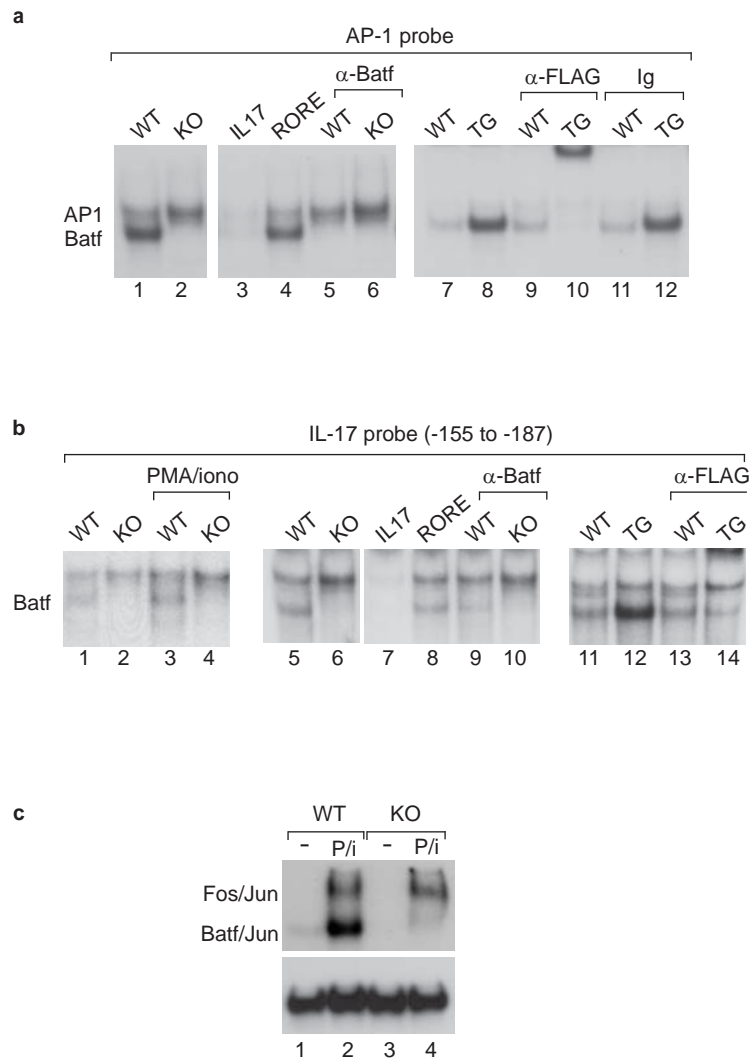 a
AP-1 probe
α-Batf
α-FLAG
Ig
WT KO IL17 RORE WT KO WT TG WT TG WT TG
AP1
Batf
1 2 3 4 5 6 7 8 9 10 11 12
b
IL-17 probe (-155 to -187)
PMA/iono
α-Batf
α-FLAG
WT KO WT KO WT KO IL17 RORE WT KO WT TG WT TG
Batf
1 2 3 4 5 6 7 8 9 10 11 12 13 14
c
WT KO
- P/i - P/i
Fos/Jun
Batf/Jun
1 2 3 4